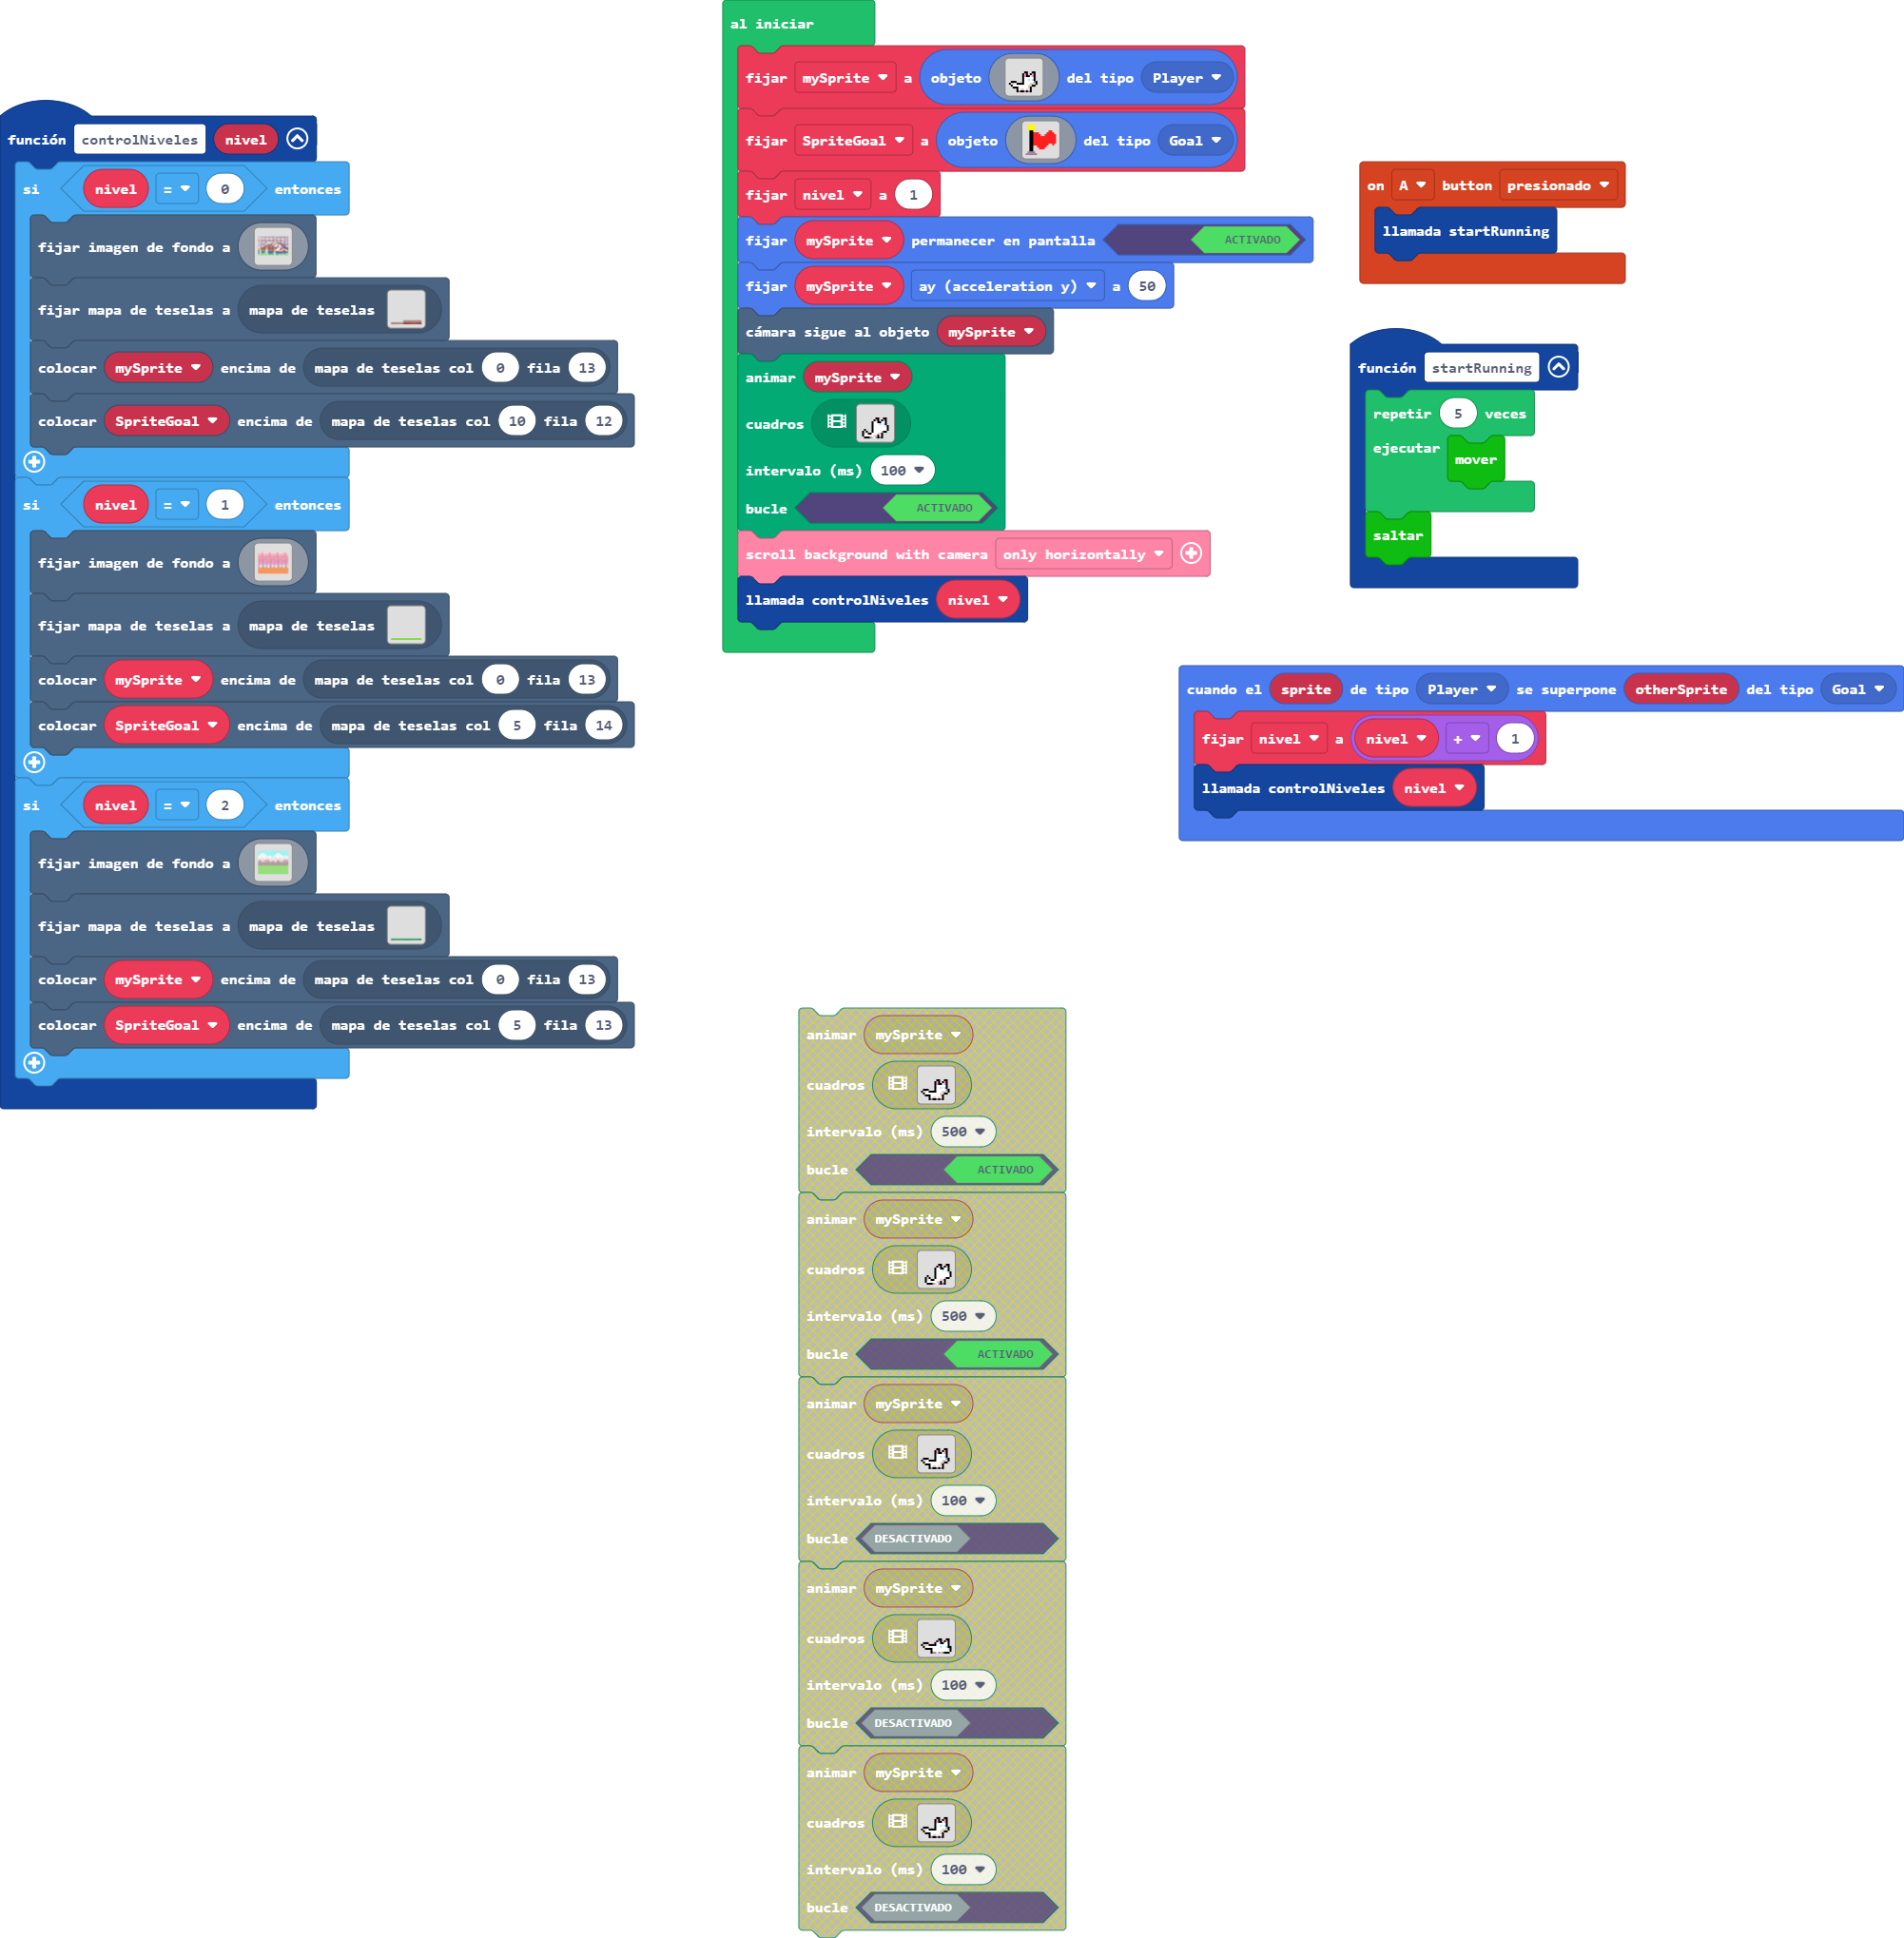 función controlNiveles nivel
si nivel = 0 entonces
fijar imagen de fondo a
fijar mapa de teselas a mapa de teselas
colocar mySprite encima de mapa de teselas col 0 fila 13
colocar SpriteGoal encima de mapa de teselas col 10 fila 12
si nivel = 1 entonces
fijar imagen de fondo a
fijar mapa de teselas a mapa de teselas
colocar mySprite encima de mapa de teselas col 0 fila 13
colocar SpriteGoal encima de mapa de teselas col 5 fila 14
si nivel = 2 entonces
fijar imagen de fondo a
fijar mapa de teselas a mapa de teselas
colocar mySprite encima de mapa de teselas col 0 fila 13
colocar SpriteGoal encima de mapa de teselas col 5 fila 13
al iniciar
fijar mySprite a objeto del tipo Player
fijar SpriteGoal a objeto del tipo Goal
fijar nivel a 1
fijar mySprite permanecer en pantalla ACTIVADO
fijar mySprite ay (acceleration y) a 50
cámara sigue al objeto mySprite
animar mySprite
cuadros
intervalo (ms) 100
bucle ACTIVADO
scroll background with camera only horizontally
llamada controlNiveles nivel
on A button presionado
llamada startRunning
función startRunning
repetir 5 veces
ejecutar mover
saltar
cuando el sprite de tipo Player se superpone otherSprite del tipo Goal
fijar nivel a nivel + 1
llamada controlNiveles nivel
animar mySprite
cuadros
intervalo (ms) 500
bucle ACTIVADO
animar mySprite
cuadros
intervalo (ms) 500
bucle ACTIVADO
animar mySprite
cuadros
intervalo (ms) 100
bucle DESACTIVADO
animar mySprite
cuadros
intervalo (ms) 100
bucle DESACTIVADO
animar mySprite
cuadros
intervalo (ms) 100
bucle DESACTIVADO